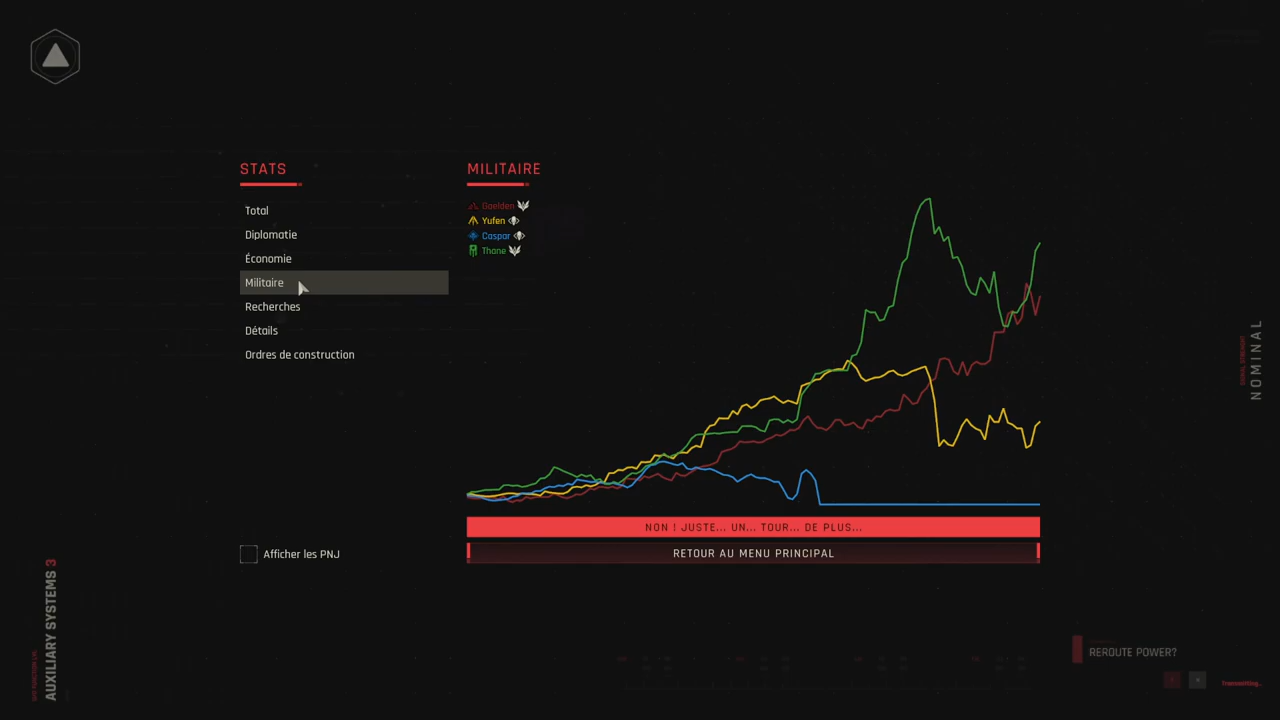 STATS
Total
Diplomatie
Économie
Militaire
Recherches
Détails
Ordres de construction
Afficher les PNJ
MILITAIRE
Gaelden
Yufen
Caspar
Thane
NON ! JUSTE... UN... TOUR... DE PLUS...
RETOUR AU MENU PRINCIPAL
AUXILIARY SYSTEMS 3
NOMINAL
REROUTE POWER?
Transmitting...